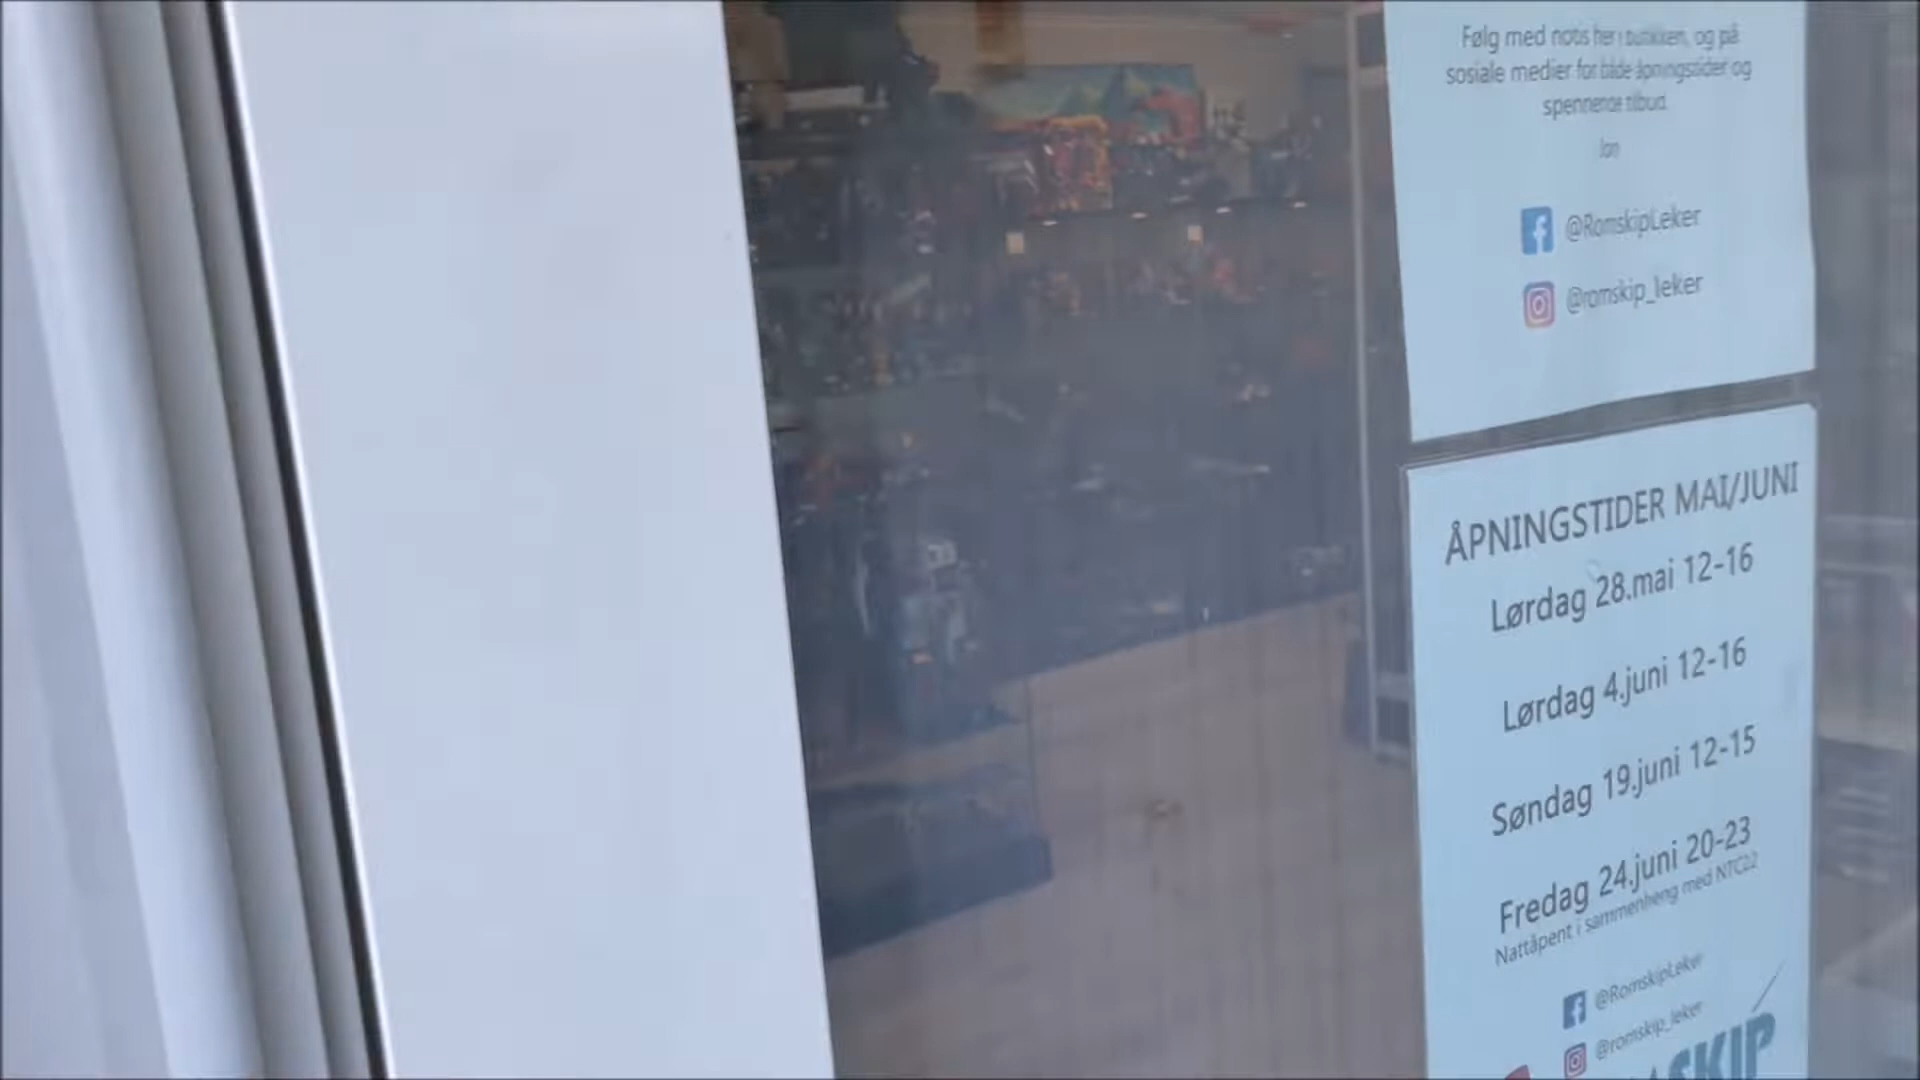 Følg med notis her i butikken, og på
sosiale medier for både åpningstider og
spennende tilbud.
Jan
@RomskipLeker
@romskip_leker
ÅPNINGSTIDER MAI/JUNI
Lørdag 28.mai 12-16
Lørdag 4.juni 12-16
Søndag 19.juni 12-15
Fredag 24.juni 20-23
Nattåpent i sammenheng med NTC22
@RomskipLeker
@romskip_leker
SKIP